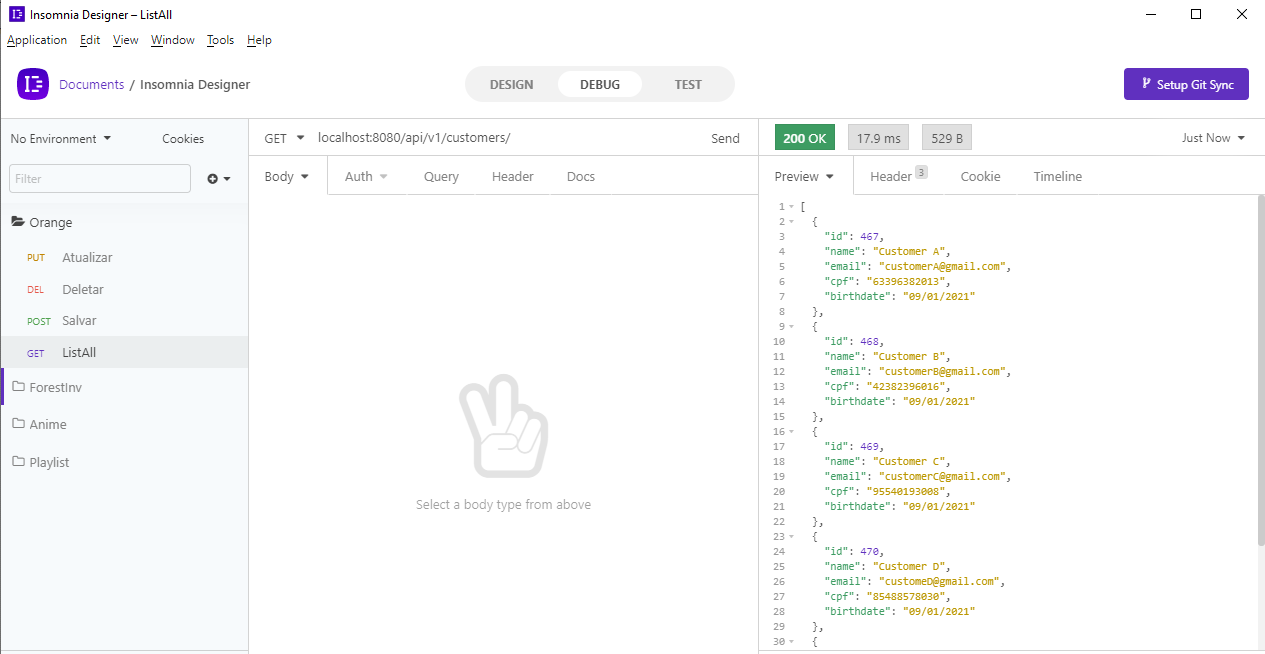 Insomnia Designer – ListAll
Application Edit View Window Tools Help
Documents / Insomnia Designer
DESIGN DEBUG TEST
Setup Git Sync
No Environment Cookies
GET localhost:8080/api/v1/customers/ Send
200 OK 17.9 ms 529 B Just Now
Filter
Body Auth Query Header Docs
Preview Header 3 Cookie Timeline
Orange
PUT Atualizar
DEL Deletar
POST Salvar
GET ListAll
ForestInv
Anime
Playlist
Select a body type from above
1 [
2 {
3 "id": 467,
4 "name": "Customer A",
5 "email": "customerA@gmail.com",
6 "cpf": "63396382013",
7 "birthdate": "09/01/2021"
8 },
9 {
10 "id": 468,
11 "name": "Customer B",
12 "email": "customerB@gmail.com",
13 "cpf": "42382396016",
14 "birthdate": "09/01/2021"
15 },
16 {
17 "id": 469,
18 "name": "Customer C",
19 "email": "customerC@gmail.com",
20 "cpf": "95540193008",
21 "birthdate": "09/01/2021"
22 },
23 {
24 "id": 470,
25 "name": "Customer D",
26 "email": "customeD@gmail.com",
27 "cpf": "85488578030",
28 "birthdate": "09/01/2021"
29 },
30 {